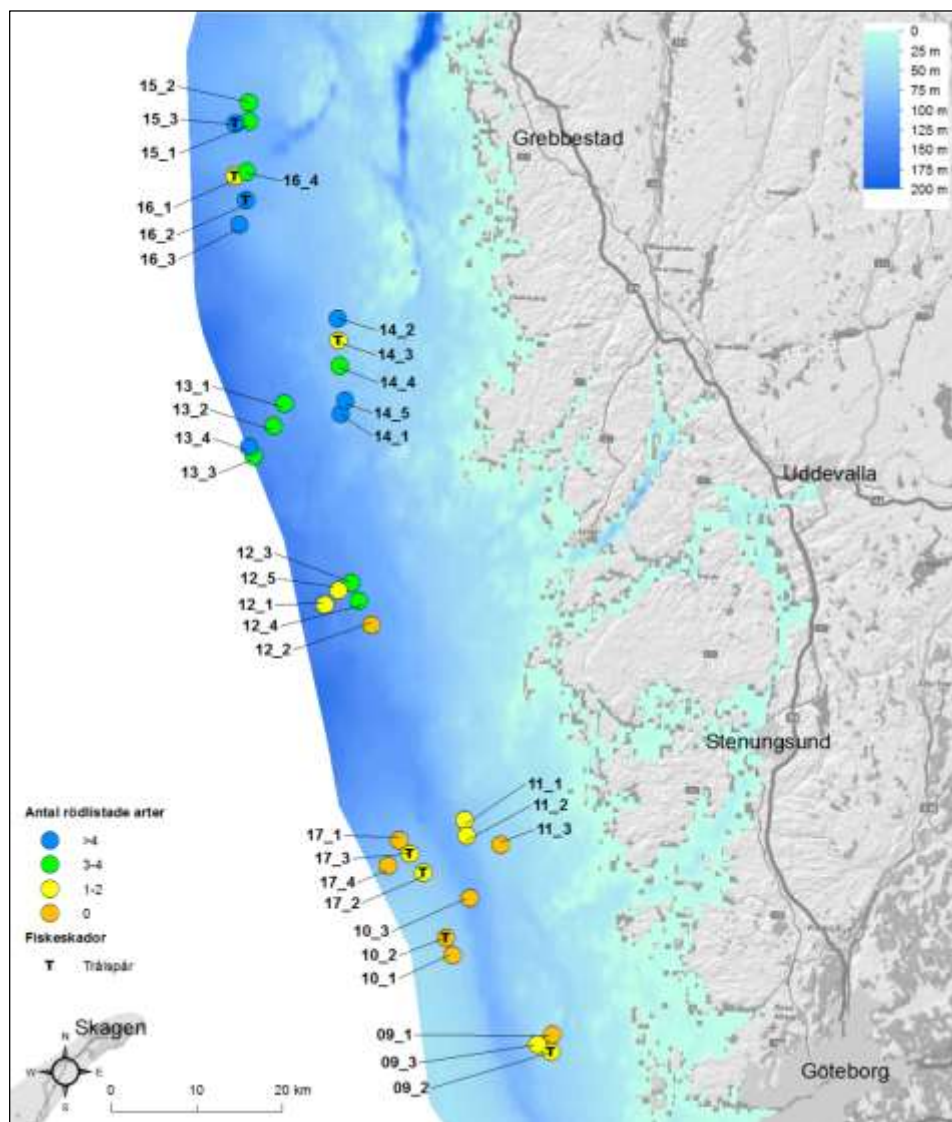 0
25 m
50 m
75 m
100 m
125 m
150 m
175 m
200 m
15_2
15_3
15_1
Grebbestad
16_4
16_1
16_2
16_3
14_2
14_3
14_4
13_1
13_2
14_5
14_1
13_4
13_3
Uddevalla
12_3
12_5
12_1
12_4
12_2
Stenungsund
11_1
11_2
11_3
17_1
17_3
17_4
17_2
10_3
10_2
10_1
09_1
09_3
09_2
Göteborg
Antal rödlistade arter
>4
3-4
1-2
0
Fiskeskador
T Trålspår
Skagen
N
W E
S
0 10 20 km